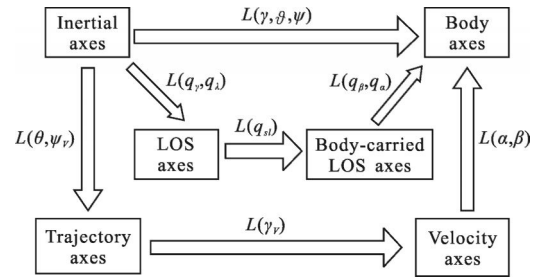 L(γ,ϑ,ψ)
Inertial
axes
Body
axes
L(q_γ,q_λ)
L(q_β,q_α)
L(θ,ψ_V)
LOS
axes
L(q_sl)
Body-carried
LOS axes
L(α,β)
Trajectory
axes
L(γ_V)
Velocity
axes